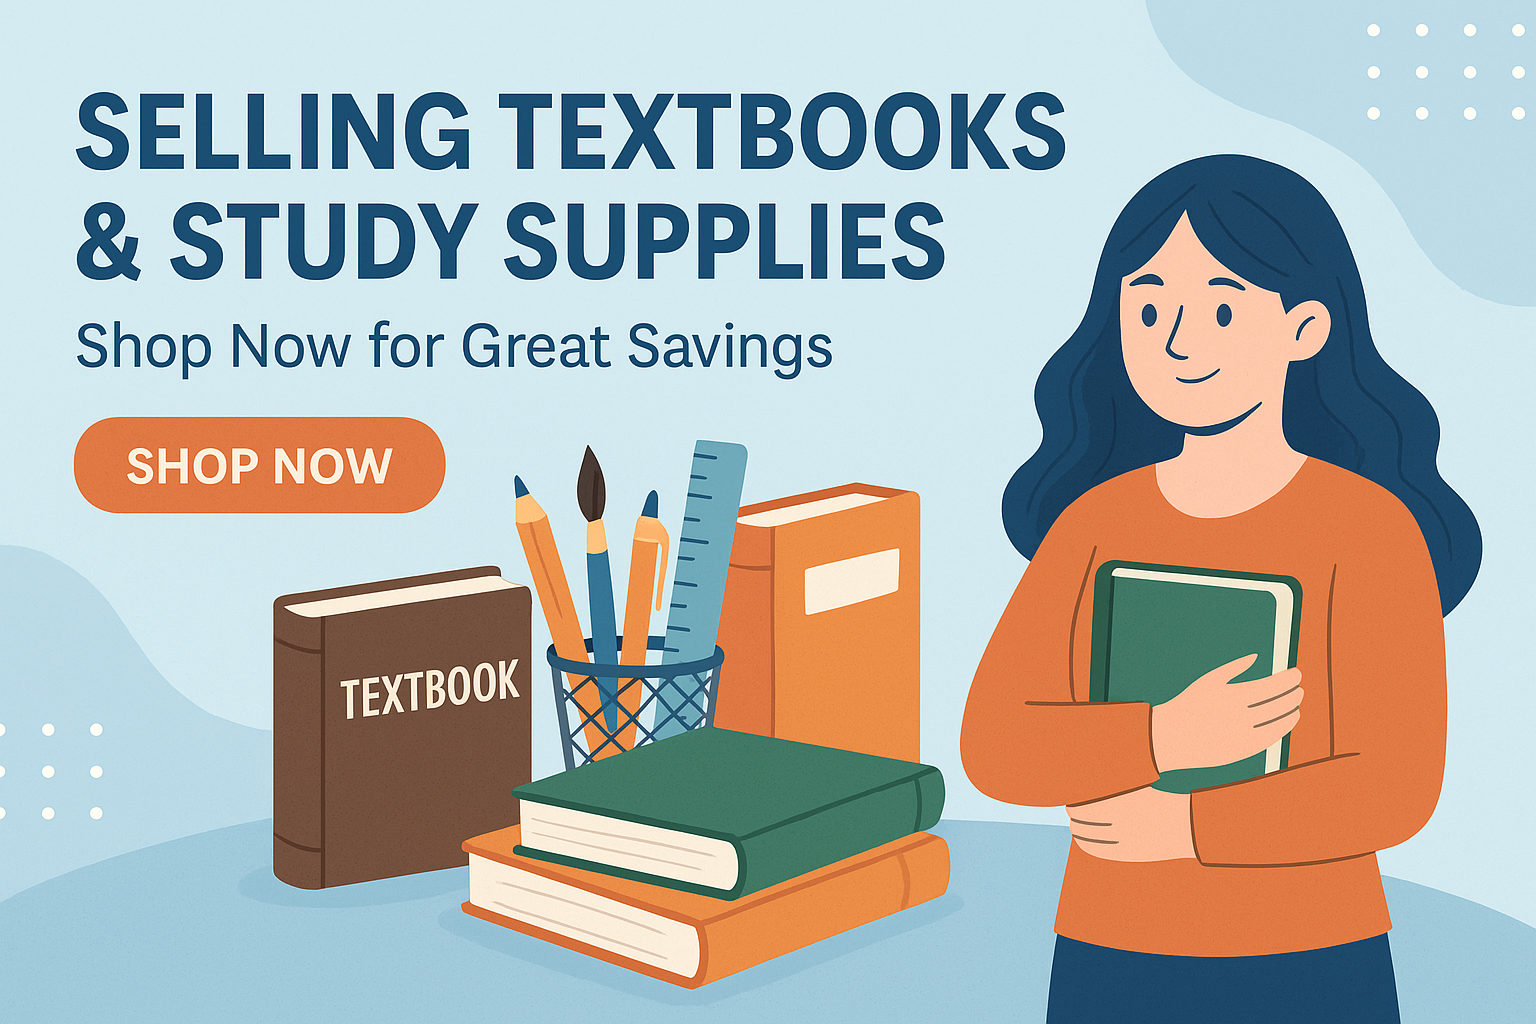 SELLING TEXTBOOKS
& STUDY SUPPLIES
Shop Now for Great Savings
SHOP NOW
TEXTBOOK